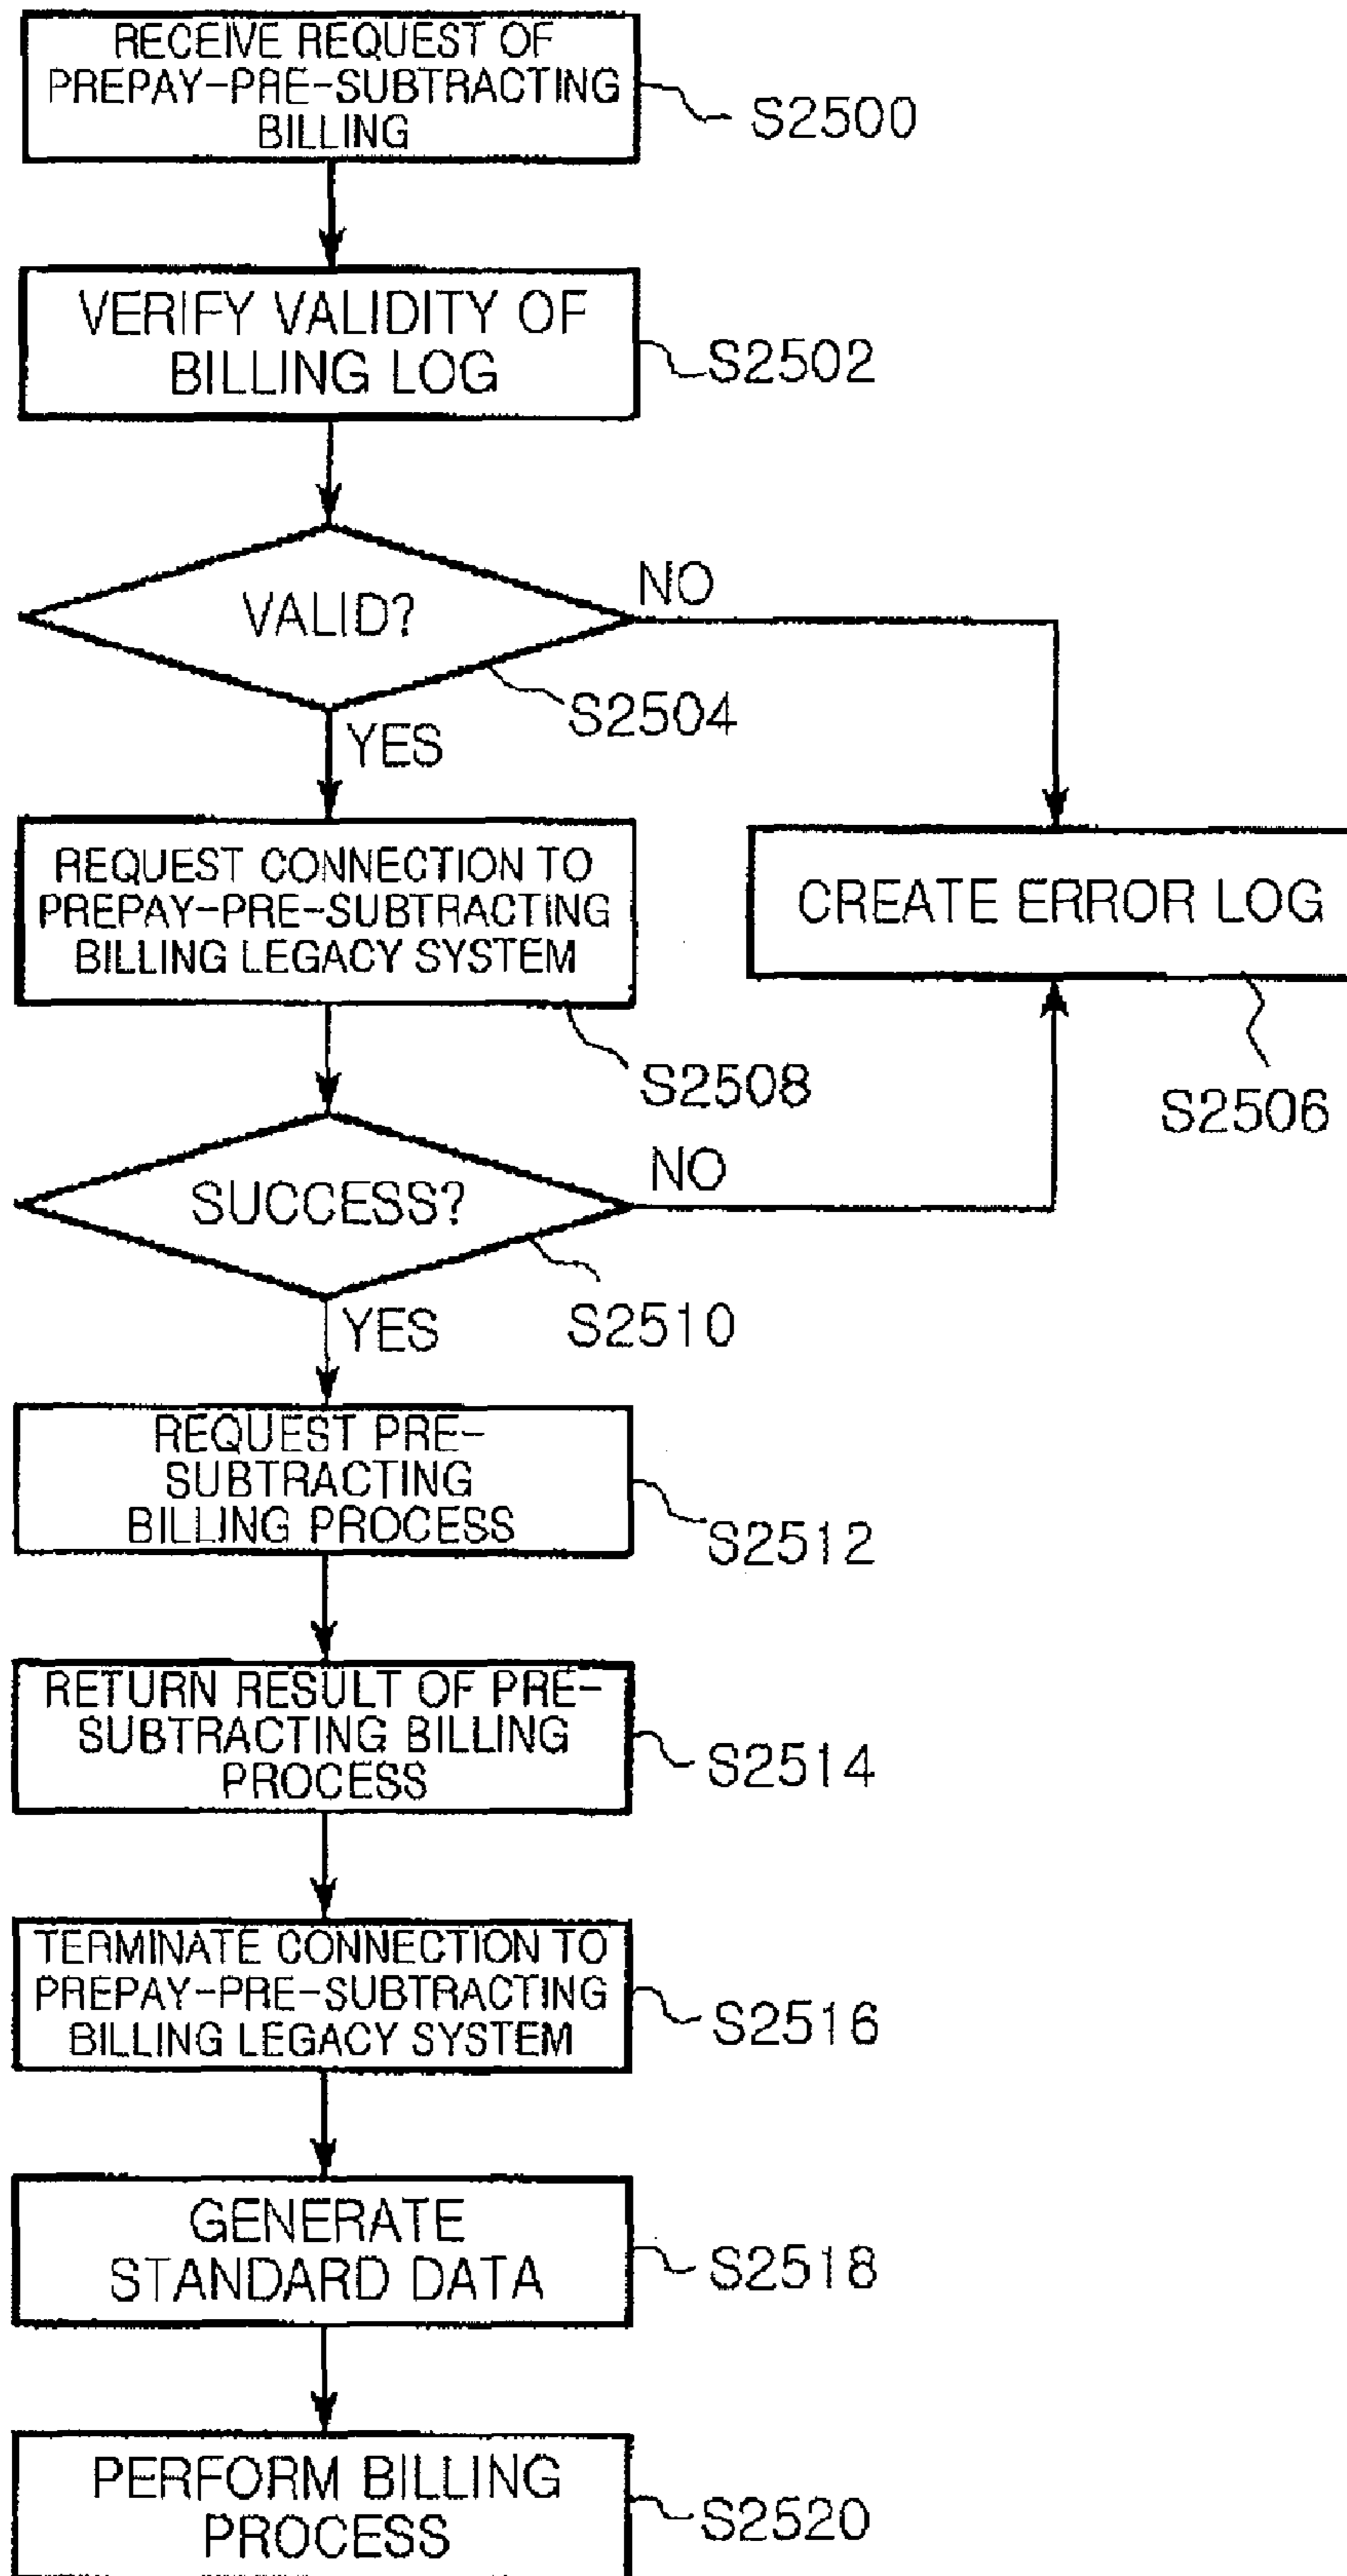 RECEIVE REQUEST OF
PREPAY-PRE-SUBTRACTING
BILLING
S2500
VERIFY VALIDITY OF
BILLING LOG
S2502
VALID?
NO
S2504
YES
REQUEST CONNECTION TO
PREPAY-PRE-SUBTRACTING
BILLING LEGACY SYSTEM
CREATE ERROR LOG
S2508
S2506
SUCCESS?
NO
S2510
YES
REQUEST PRE-
SUBTRACTING
BILLING PROCESS
S2512
RETURN RESULT OF PRE-
SUBTRACTING BILLING
PROCESS
S2514
TERMINATE CONNECTION TO
PREPAY-PRE-SUBTRACTING
BILLING LEGACY SYSTEM
S2516
GENERATE
STANDARD DATA
S2518
PERFORM BILLING
PROCESS
S2520